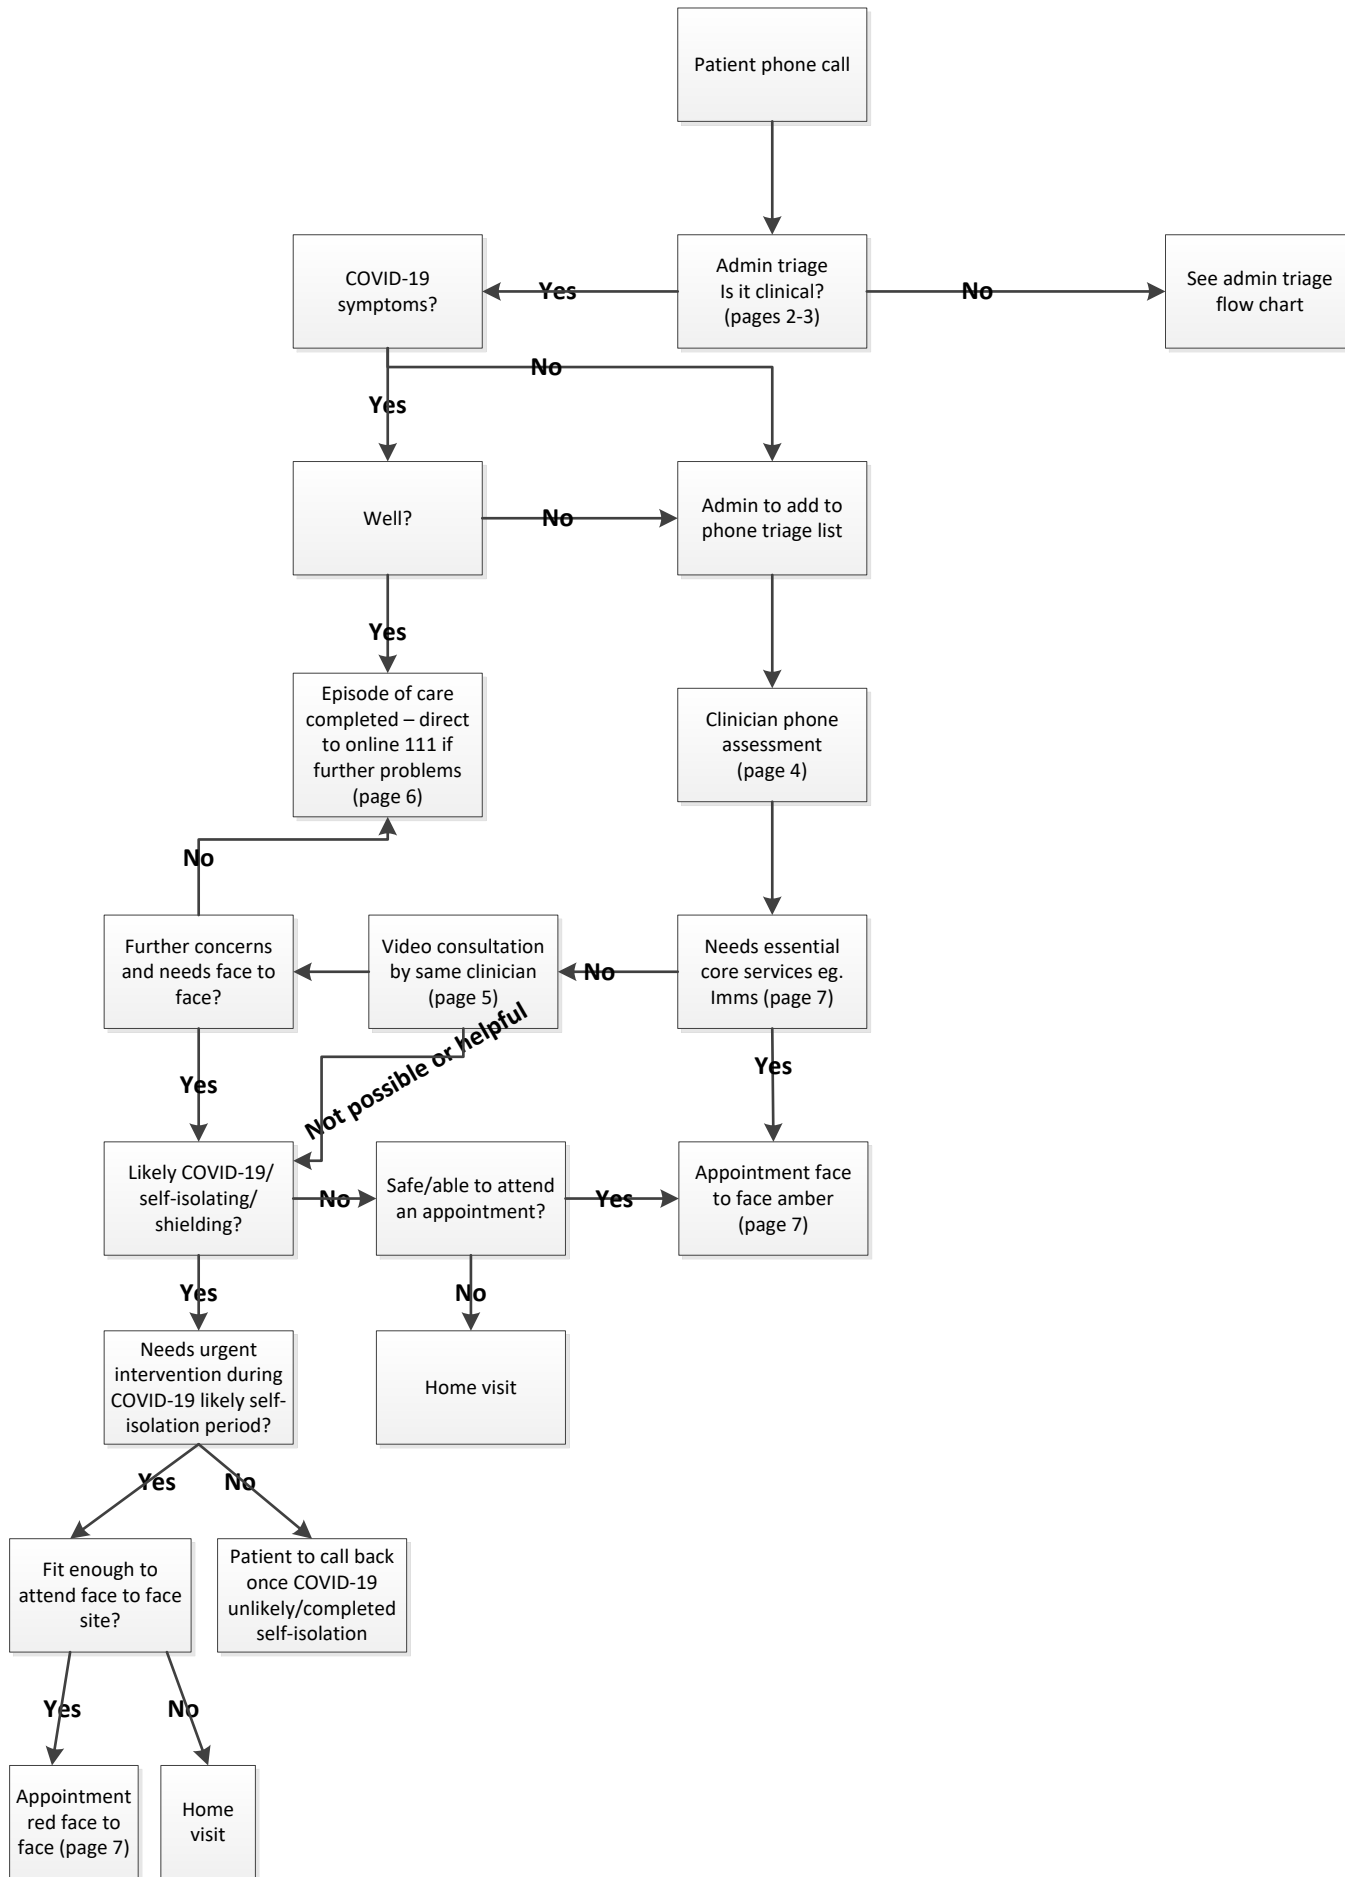 Patient phone call
COVID-19
symptoms?
Yes
Admin triage
Is it clinical?
(pages 2-3)
No
See admin triage
flow chart
No
Yes
Well?
No
Admin to add to
phone triage list
Yes
Episode of care
completed – direct
to online 111 if
further problems
(page 6)
Clinician phone
assessment
(page 4)
No
Further concerns
and needs face to
face?
Video consultation
by same clinician
(page 5)
No
Needs essential
core services eg.
Imms (page 7)
Not possible or helpful
Yes
Yes
Likely COVID-19/
self-isolating/
shielding?
No
Safe/able to attend
an appointment?
Yes
Appointment face
to face amber
(page 7)
Yes
No
Needs urgent
intervention during
COVID-19 likely self-
isolation period?
Home visit
Yes
No
Fit enough to
attend face to face
site?
Patient to call back
once COVID-19
unlikely/completed
self-isolation
Yes
No
Appointment
red face to
face (page 7)
Home
visit